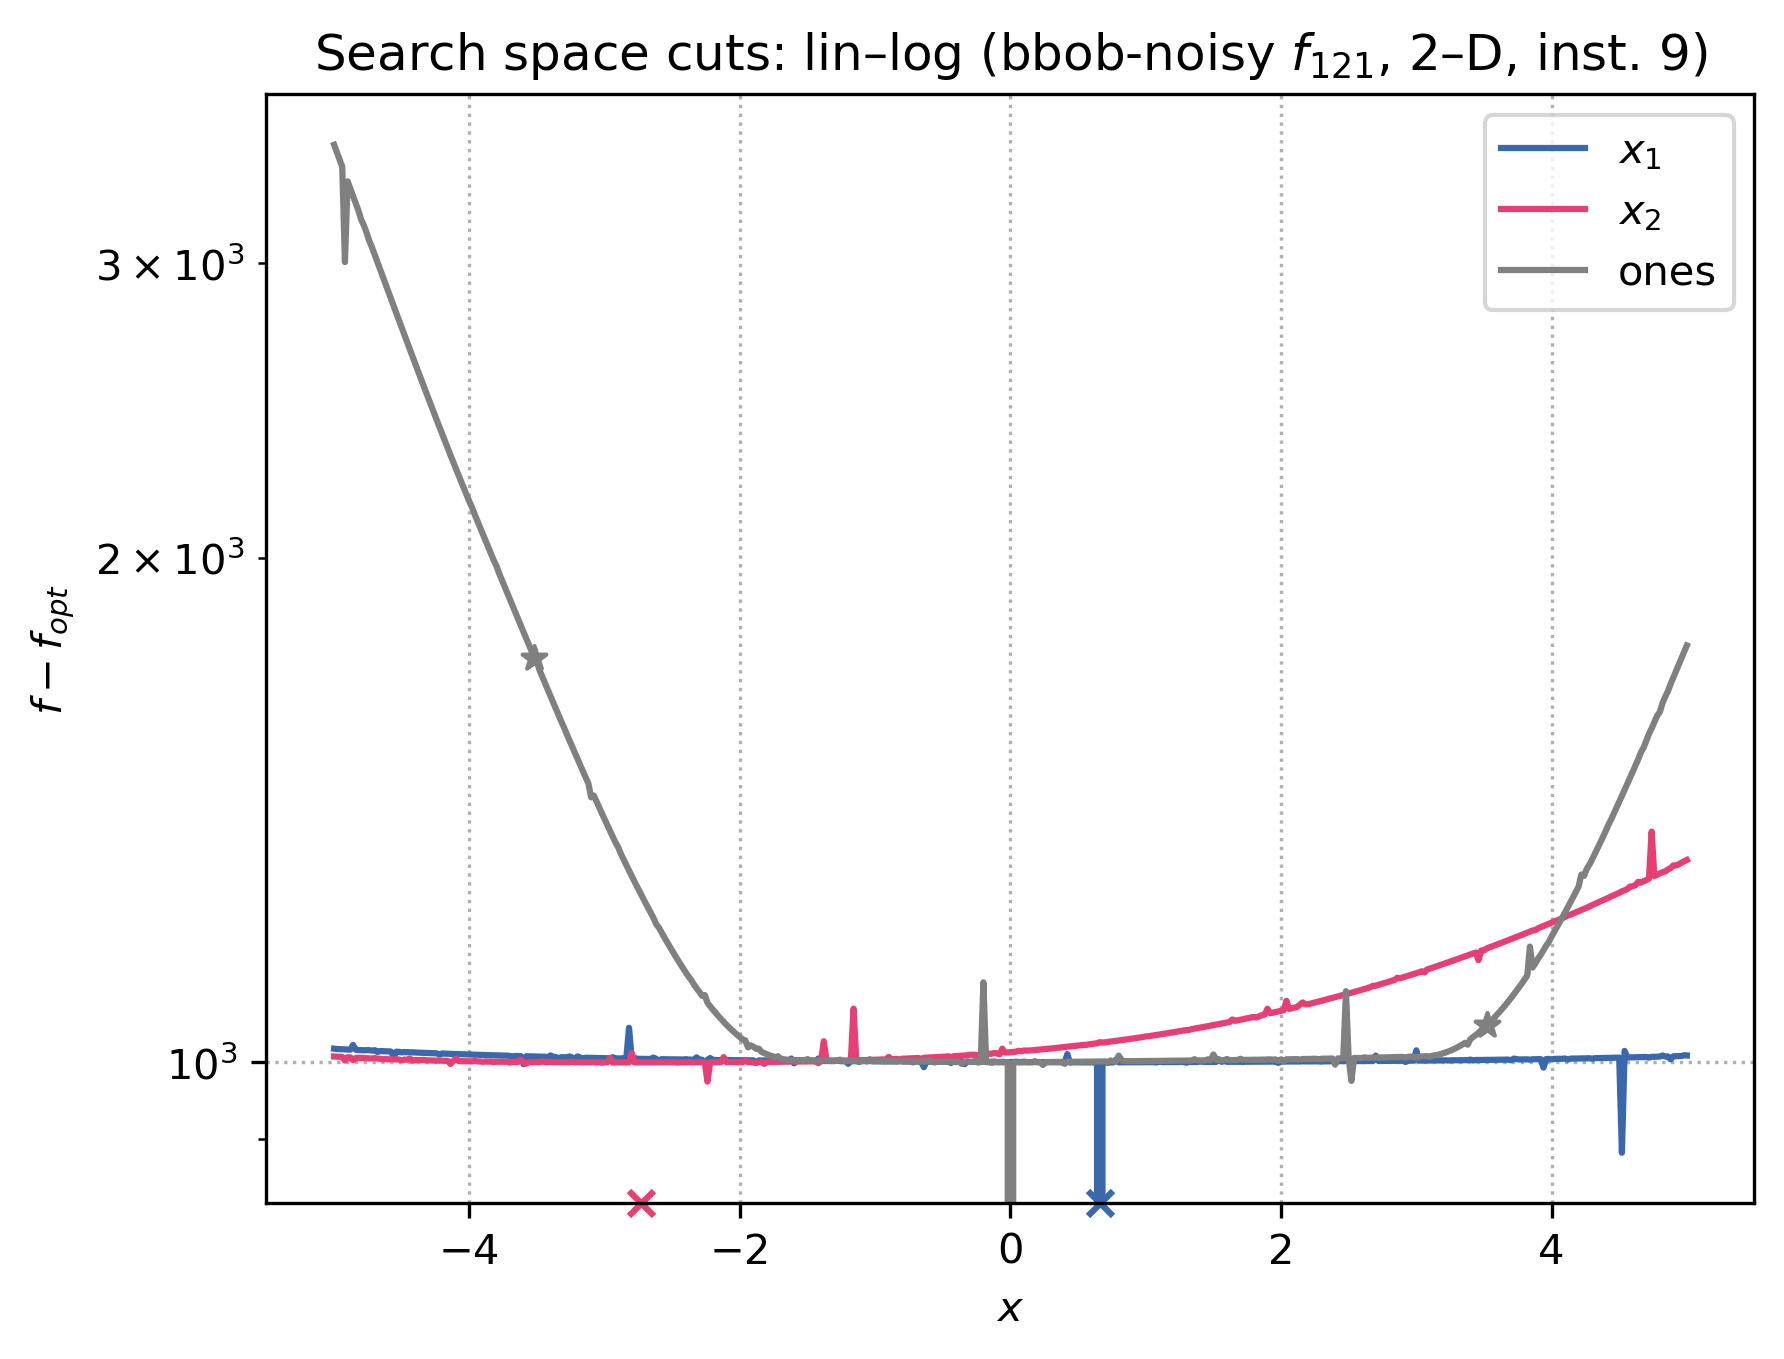 Search space cuts: lin–log (bbob-noisy f₁₂₁, 2–D, inst. 9)
x₁
x₂
ones
3 × 10³
2 × 10³
10³
f − fₒₚₜ
−4
−2
0
2
4
x